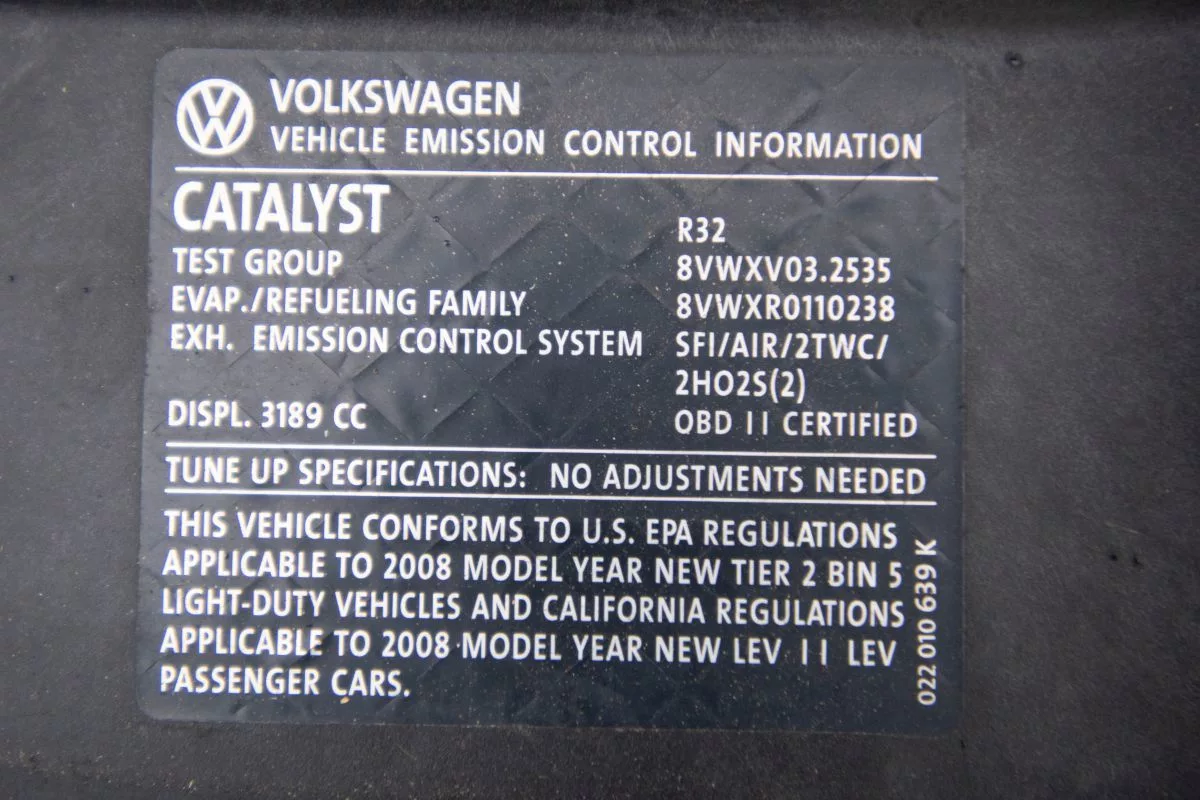 VOLKSWAGEN
VEHICLE EMISSION CONTROL INFORMATION
CATALYST
R32
TEST GROUP 8VWXV03.2535
EVAP./REFUELING FAMILY 8VWXR0110238
EXH. EMISSION CONTROL SYSTEM SFI/AIR/2TWC/
2HO2S(2)
DISPL. 3189 CC OBD II CERTIFIED
TUNE UP SPECIFICATIONS: NO ADJUSTMENTS NEEDED
THIS VEHICLE CONFORMS TO U.S. EPA REGULATIONS
APPLICABLE TO 2008 MODEL YEAR NEW TIER 2 BIN 5
LIGHT-DUTY VEHICLES AND CALIFORNIA REGULATIONS
APPLICABLE TO 2008 MODEL YEAR NEW LEV II LEV
PASSENGER CARS.
022 010 639 K